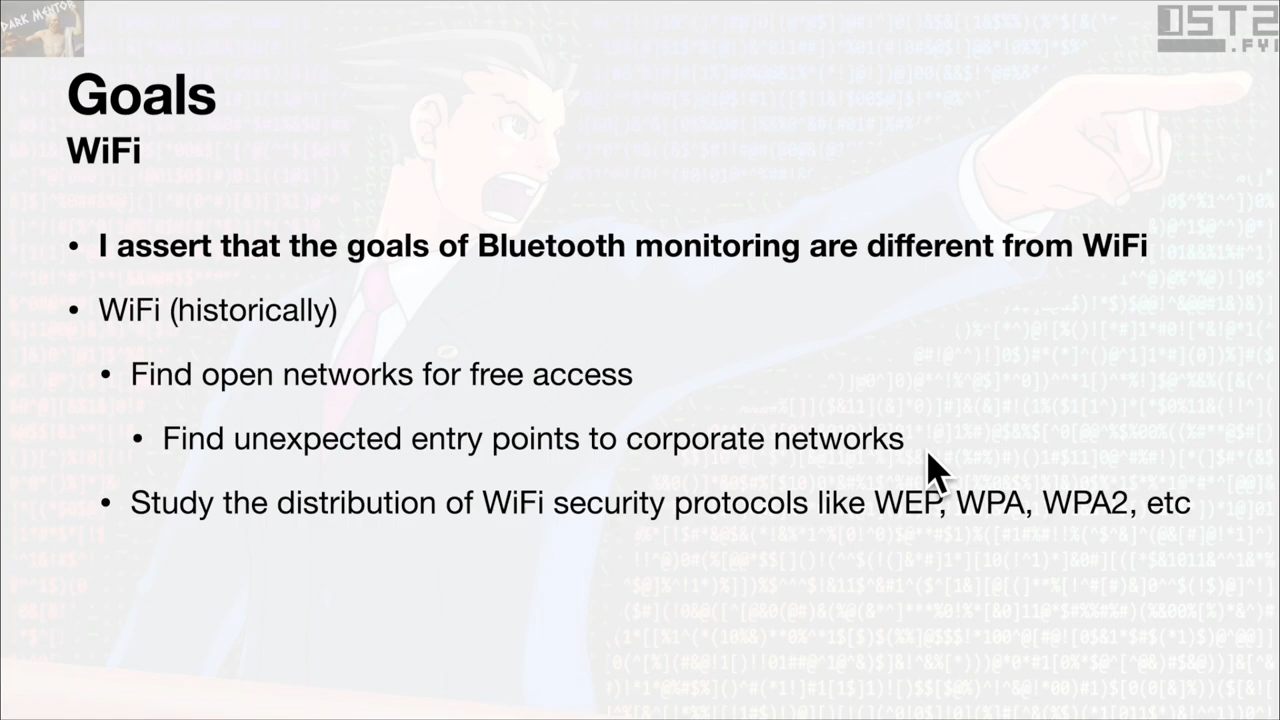 DARK MENTOR
OST2
.FYI
Goals
WiFi
• I assert that the goals of Bluetooth monitoring are different from WiFi
• WiFi (historically)
• Find open networks for free access
• Find unexpected entry points to corporate networks
• Study the distribution of WiFi security protocols like WEP, WPA, WPA2, etc